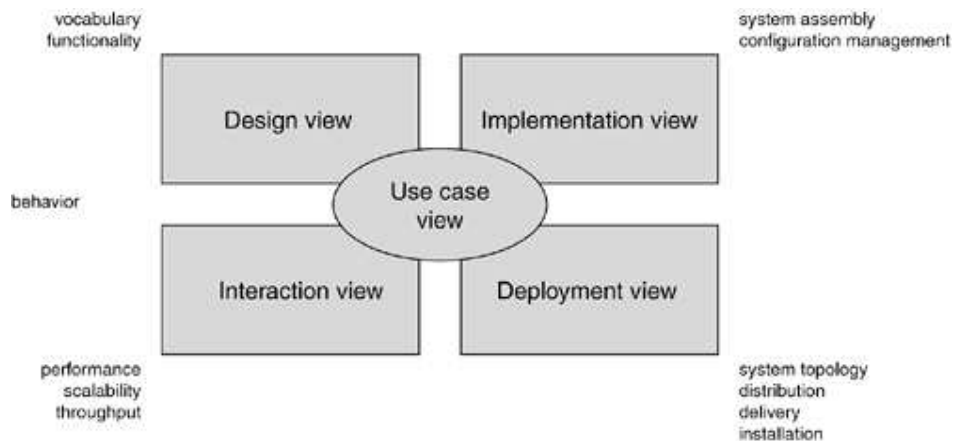 vocabulary
functionality
system assembly
configuration management
Design view
Implementation view
behavior
Use case
view
Interaction view
Deployment view
performance
scalability
throughput
system topology
distribution
delivery
installation